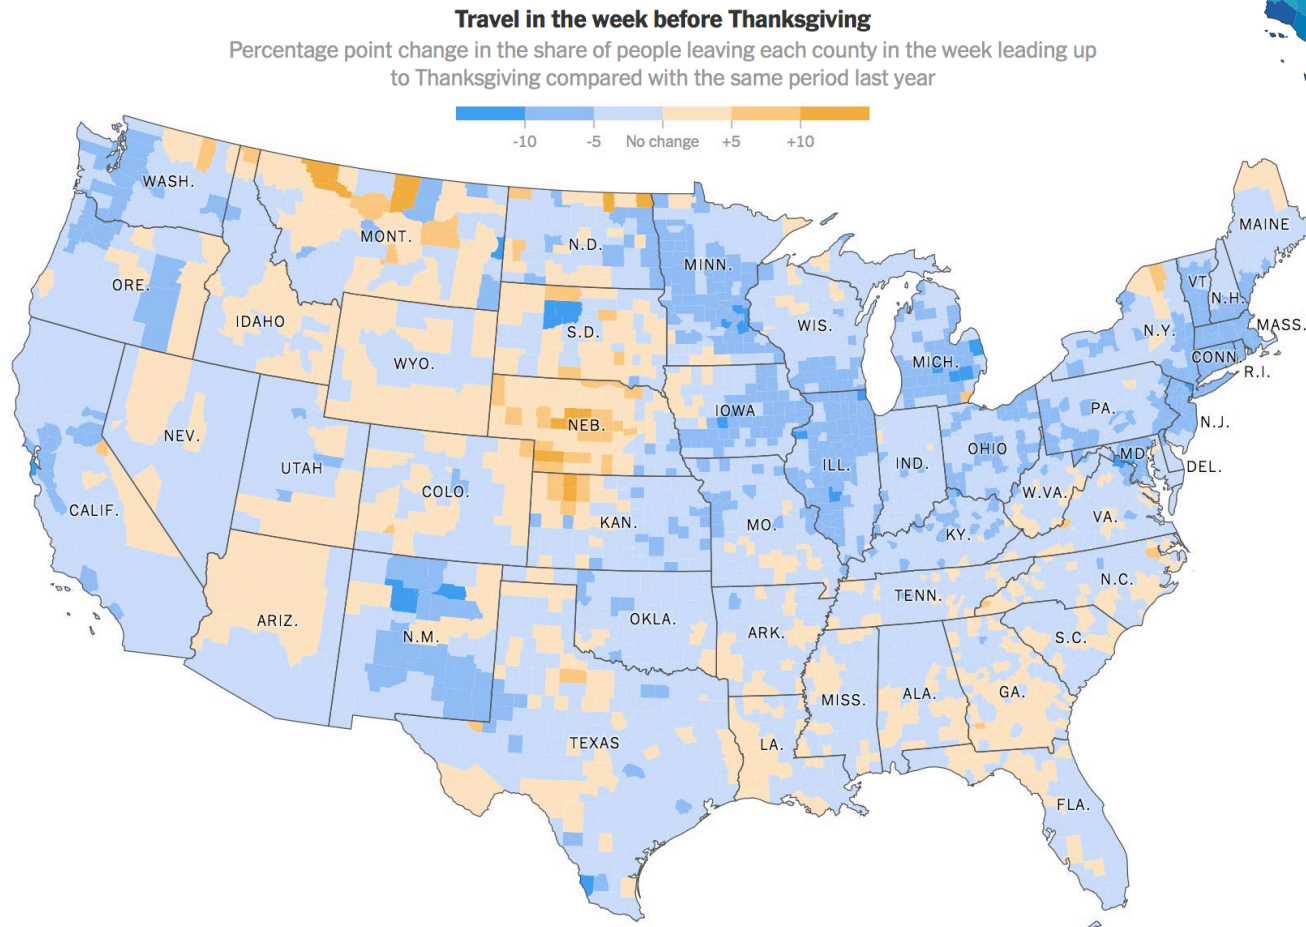 Travel in the week before Thanksgiving
Percentage point change in the share of people leaving each county in the week leading up
to Thanksgiving compared with the same period last year
-10 -5 No change +5 +10
WASH.
MAINE
MONT.
N.D.
MINN.
VT
ORE.
N.H.
IDAHO
S.D.
WIS.
N.Y.
MASS.
WYO.
MICH.
CONN.
R.I.
IOWA
PA.
NEB.
N.J.
NEV.
OHIO
MD.
UTAH
ILL.
IND.
DEL.
COLO.
W.VA.
CALIF.
KAN.
MO.
VA.
KY.
N.C.
TENN.
ARIZ.
OKLA.
N.M.
ARK.
S.C.
MISS.
ALA.
GA.
TEXAS
LA.
FLA.